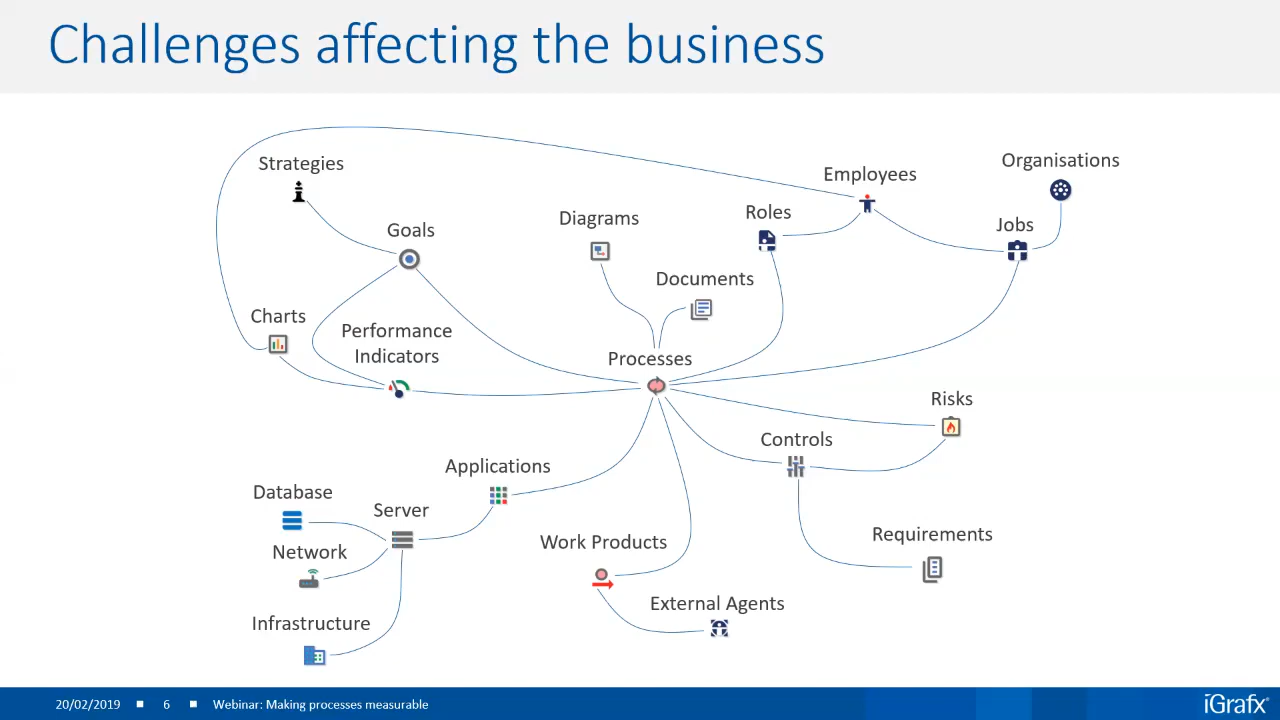 Challenges affecting the business
Strategies
Organisations
Employees
Roles
Diagrams
Jobs
Goals
Documents
Charts
Performance
Indicators
Processes
Risks
Controls
Applications
Database
Server
Requirements
Work Products
Network
External Agents
Infrastructure
20/02/2019 ■ 6 ■ Webinar: Making processes measurable
iGrafx®